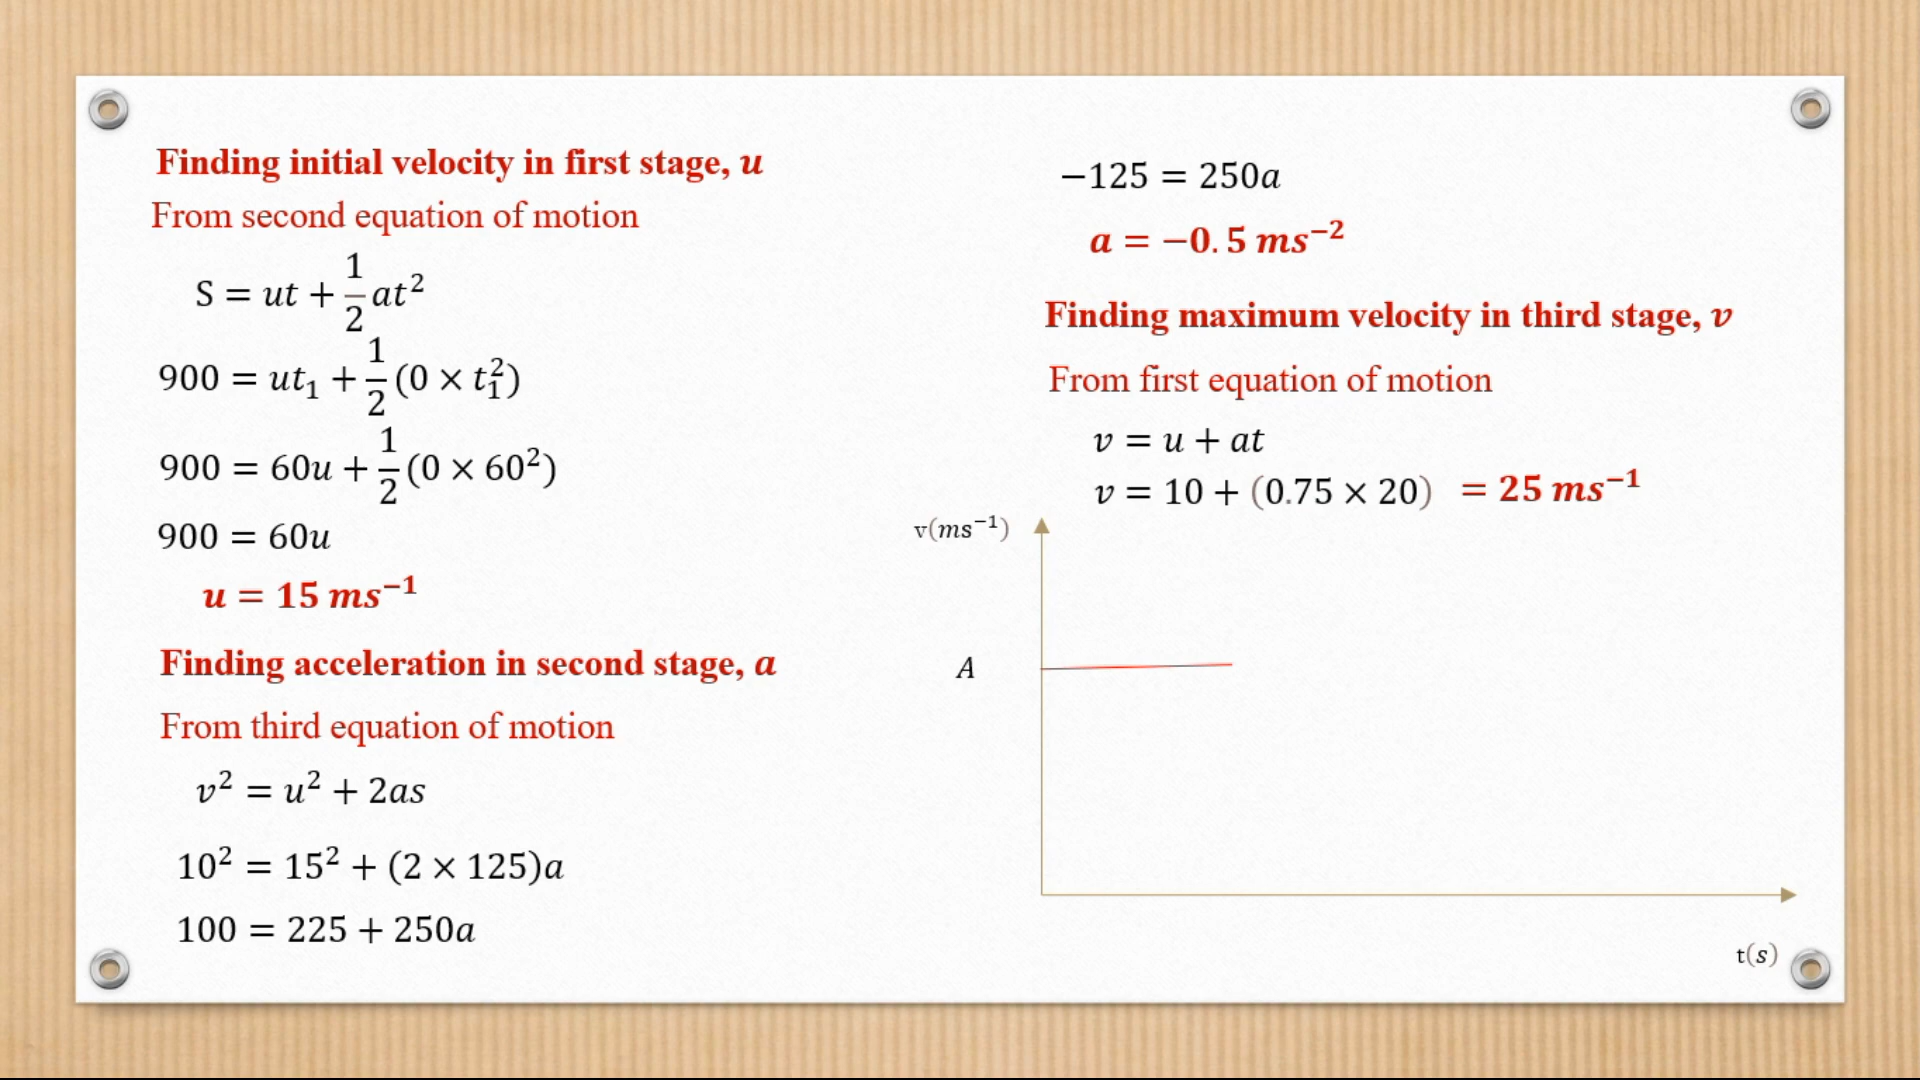 Finding initial velocity in first stage, u
From second equation of motion
S = ut + 1/2 at²
900 = ut₁ + 1/2 (0 × t₁²)
900 = 60u + 1/2 (0 × 60²)
900 = 60u
u = 15 ms⁻¹
Finding acceleration in second stage, a
From third equation of motion
v² = u² + 2as
10² = 15² + (2 × 125)a
100 = 225 + 250a
−125 = 250a
a = −0.5 ms⁻²
Finding maximum velocity in third stage, v
From first equation of motion
v = u + at
v = 10 + (0.75 × 20) = 25 ms⁻¹
v(ms⁻¹)
A
t(s)